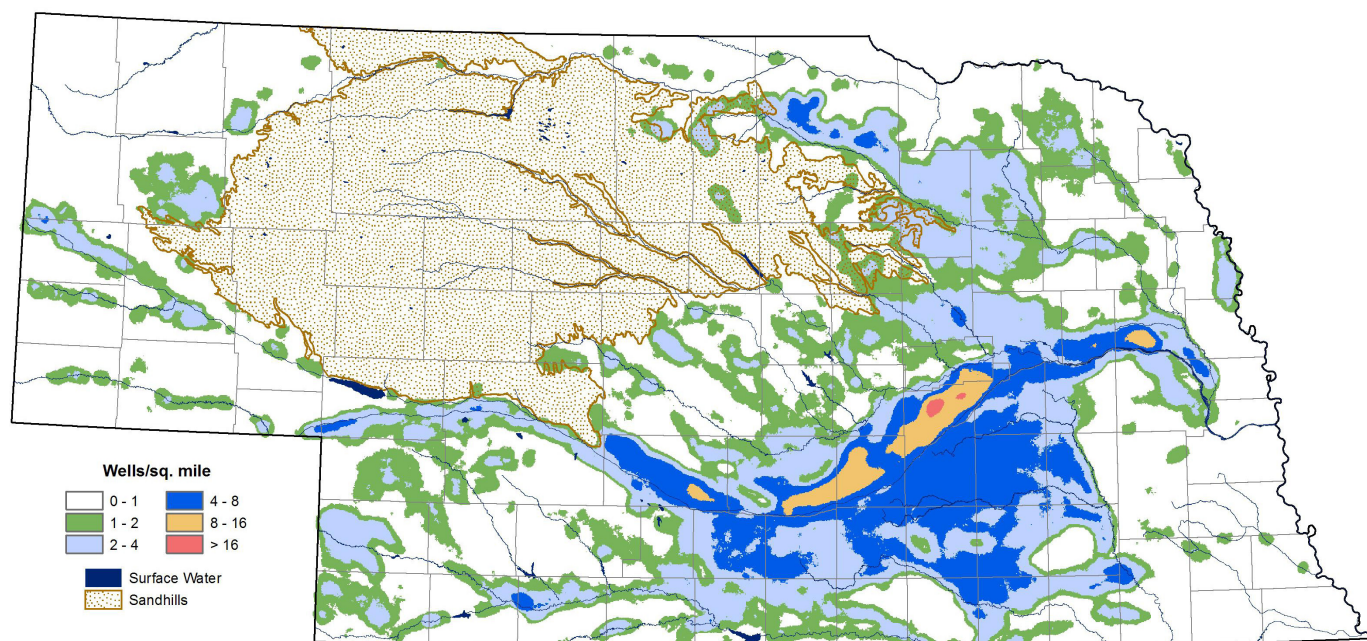 Wells/sq. mile
0 - 1
4 - 8
1 - 2
8 - 16
2 - 4
> 16
Surface Water
Sandhills